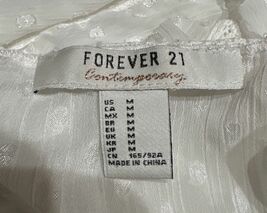 FOREVER 21
Contemporary
US M
CA M
MX M
BR M
EU M
UK M
KR M
JP M
CN 165/92A
MADE IN CHINA